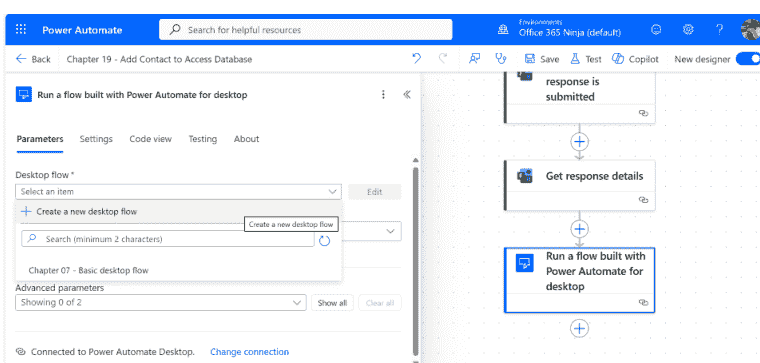 Power Automate
Search for helpful resources
Environments
Office 365 Ninja (default)
Back
Chapter 19 - Add Contact to Access Database
Save
Test
Copilot
New designer
Run a flow built with Power Automate for desktop
Parameters
Settings
Code view
Testing
About
Desktop flow *
Select an item
Edit
Create a new desktop flow
Create a new desktop flow
Search (minimum 2 characters)
Chapter 07 - Basic desktop flow
Advanced parameters
Showing 0 of 2
Show all
Clear all
Connected to Power Automate Desktop.
Change connection
response is
submitted
Get response details
Run a flow built with
Power Automate for
desktop